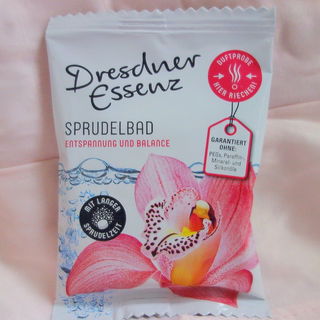 Dresdner
Essenz
SPRUDELBAD
ENTSPANNUNG UND BALANCE
DUFTPROBE
HIER RIECHEN!
GARANTIERT
OHNE:
PEGs, Paraffin-,
Mineral- und
Silikonöle
MIT LANGER
SPRUDELZEIT